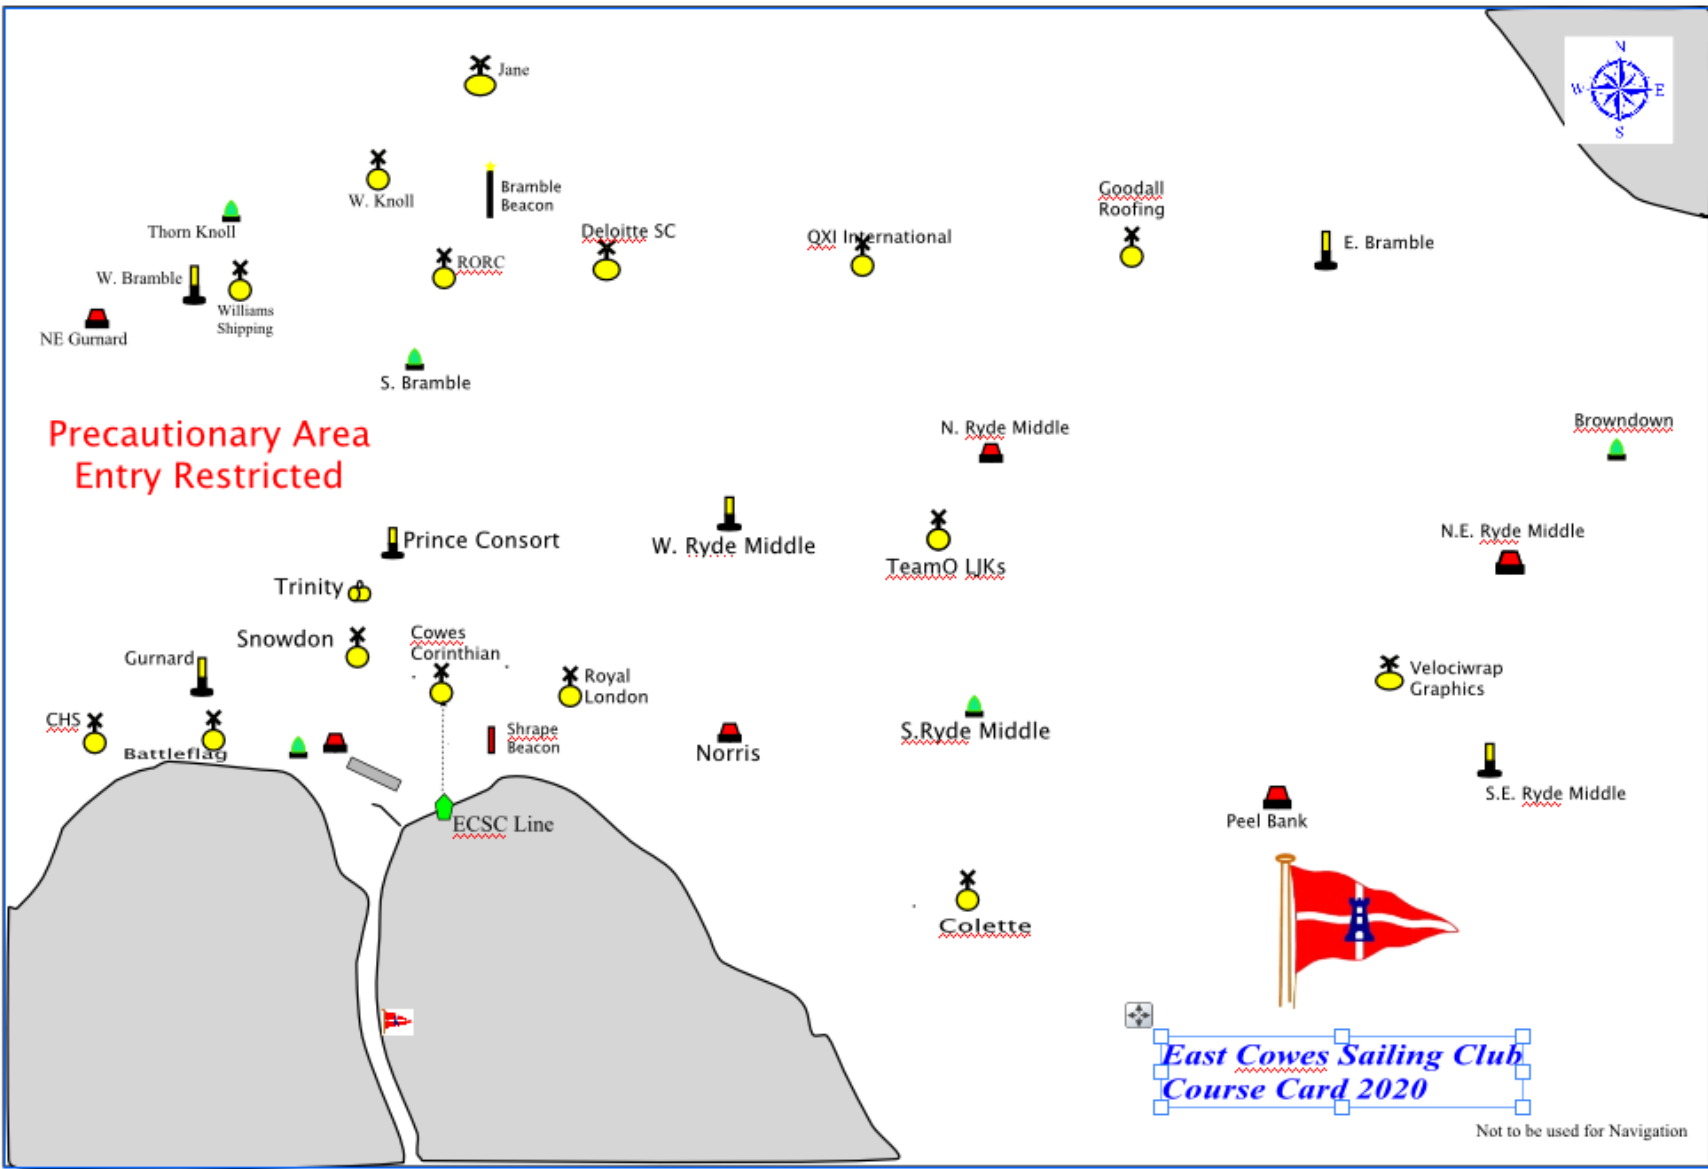 N
W
E
S
Jane
W. Knoll
Bramble
Beacon
Goodall
Roofing
Thorn Knoll
Deloitte SC
QXI International
E. Bramble
RORC
W. Bramble
Williams
Shipping
NE Gurnard
S. Bramble
Precautionary Area
Entry Restricted
N. Ryde Middle
Browndown
Prince Consort
W. Ryde Middle
N.E. Ryde Middle
TeamO LJKs
Trinity
Snowdon
Cowes
Corinthian
Gurnard
Royal
London
Velociwrap
Graphics
CHS
Battleflag
Shrape
Beacon
Norris
S.Ryde Middle
S.E. Ryde Middle
Peel Bank
ECSC Line
Colette
East Cowes Sailing Club
Course Card 2020
Not to be used for Navigation